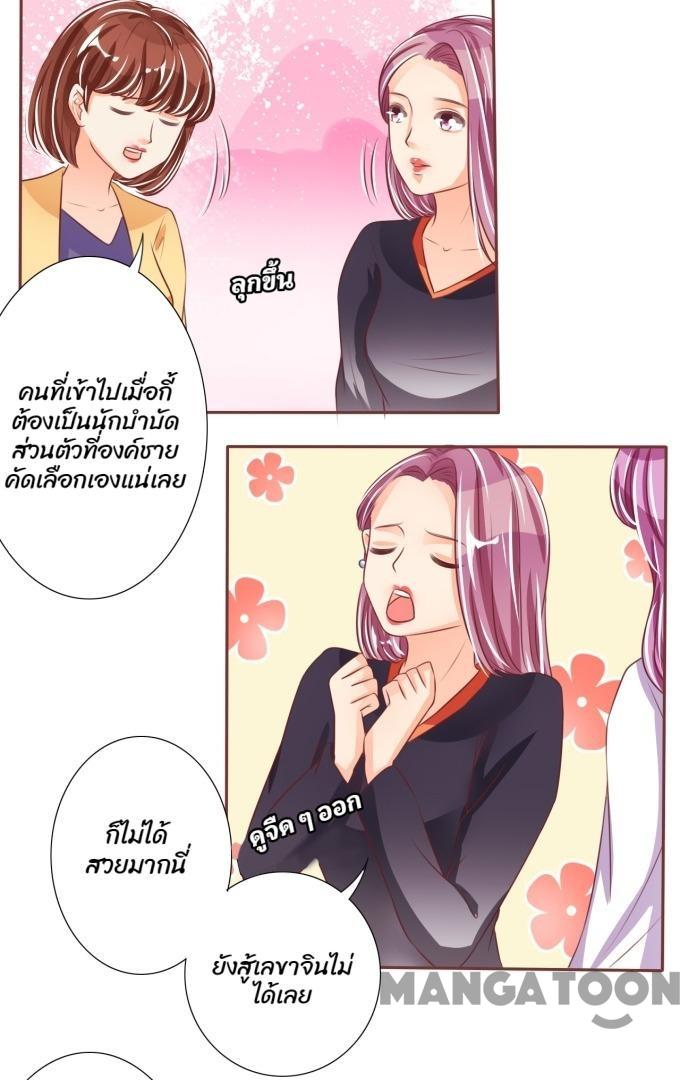 ลุกขึ้น
คนที่เข้าไปเมื่อกี้
ต้องเป็นนักบำบัด
ส่วนตัวที่องค์ชาย
คัดเลือกเองแน่เลย
ดูจืด ๆ ออก
ก็ไม่ได้
สวยมากนี่
ยังสู้เลขาจินไม่
ได้เลย
MANGATOON